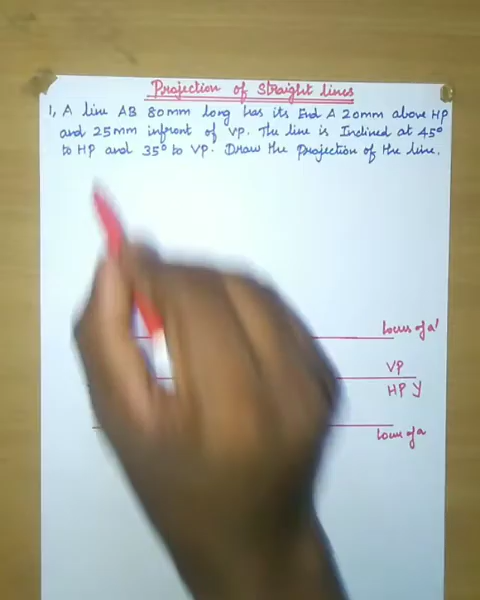 Projection of Straight lines
1, A line AB 80mm long has its End A 20mm above HP
and 25mm infront of VP. The line is Inclined at 45°
to HP and 35° to VP. Draw the Projection of the line.
locus of a'
VP
HP y
locus of a